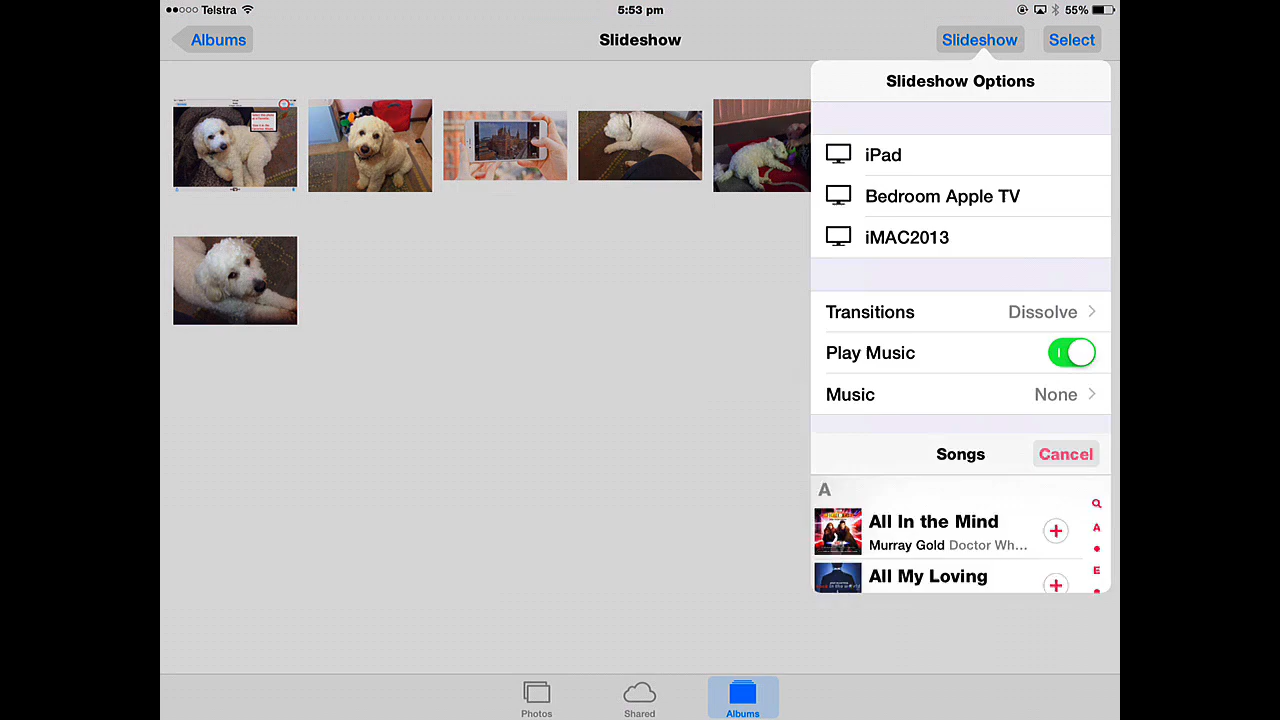 Telstra
5:53 pm
55%
Albums
Slideshow
Slideshow
Select
Slideshow Options
iPad
Bedroom Apple TV
iMAC2013
Transitions
Dissolve
Play Music
Music
None
Songs
Cancel
A
All In the Mind
Murray Gold Doctor Wh...
All My Loving
A
E
Photos
Shared
Albums